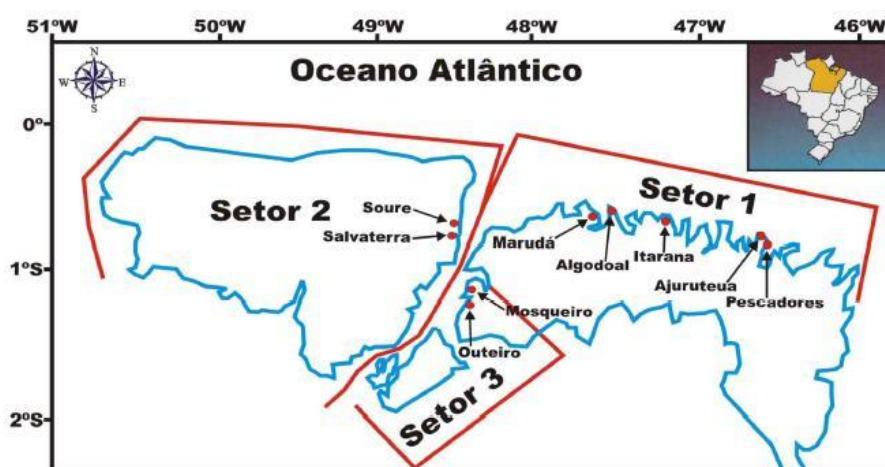 51ºW 50ºW 49ºW 48ºW 47ºW 46ºW
N
W E
S
Oceano Atlântico
0º
Setor 1
Setor 2
Soure
Salvaterra
Marudá
Algodoal
Itarana
Ajuruteua
Pescadores
1ºS
Mosqueiro
Outeiro
Setor 3
2ºS